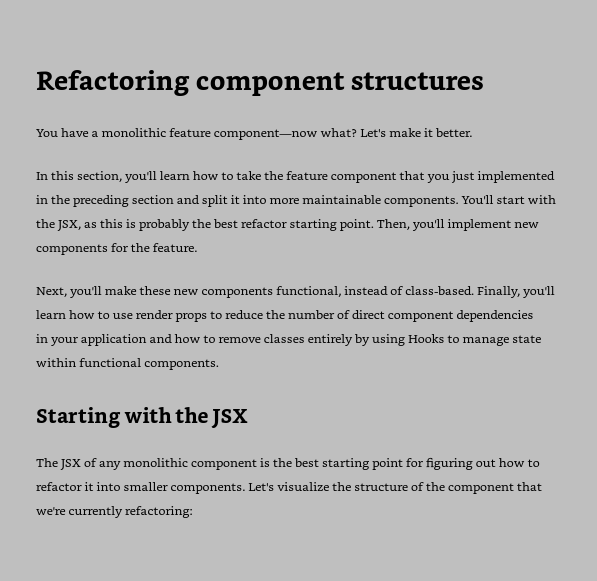 Refactoring component structures
You have a monolithic feature component—now what? Let's make it better.
In this section, you'll learn how to take the feature component that you just implemented
in the preceding section and split it into more maintainable components. You'll start with
the JSX, as this is probably the best refactor starting point. Then, you'll implement new
components for the feature.
Next, you'll make these new components functional, instead of class-based. Finally, you'll
learn how to use render props to reduce the number of direct component dependencies
in your application and how to remove classes entirely by using Hooks to manage state
within functional components.
Starting with the JSX
The JSX of any monolithic component is the best starting point for figuring out how to
refactor it into smaller components. Let's visualize the structure of the component that
we're currently refactoring: